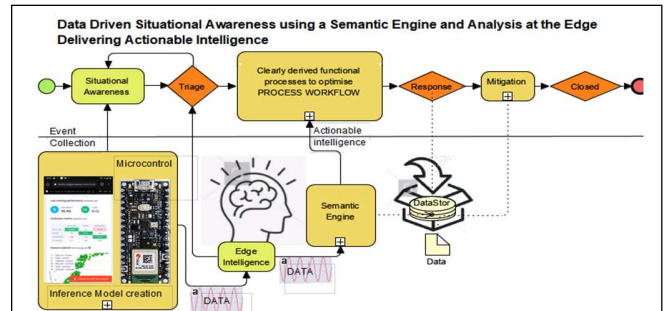 Data Driven Situational Awareness using a Semantic Engine and Analysis at the Edge
Delivering Actionable Intelligence
Situational
Awareness
Triage
Clearly derived functional
processes to optimise
PROCESS WORKFLOW
Response
Mitigation
Closed
Event
Collection
Actionable
intelligence
Microcontrol
Semantic
Engine
DataStor
Data
Edge
Intelligence
a
DATA
a
DATA
Inference Model creation